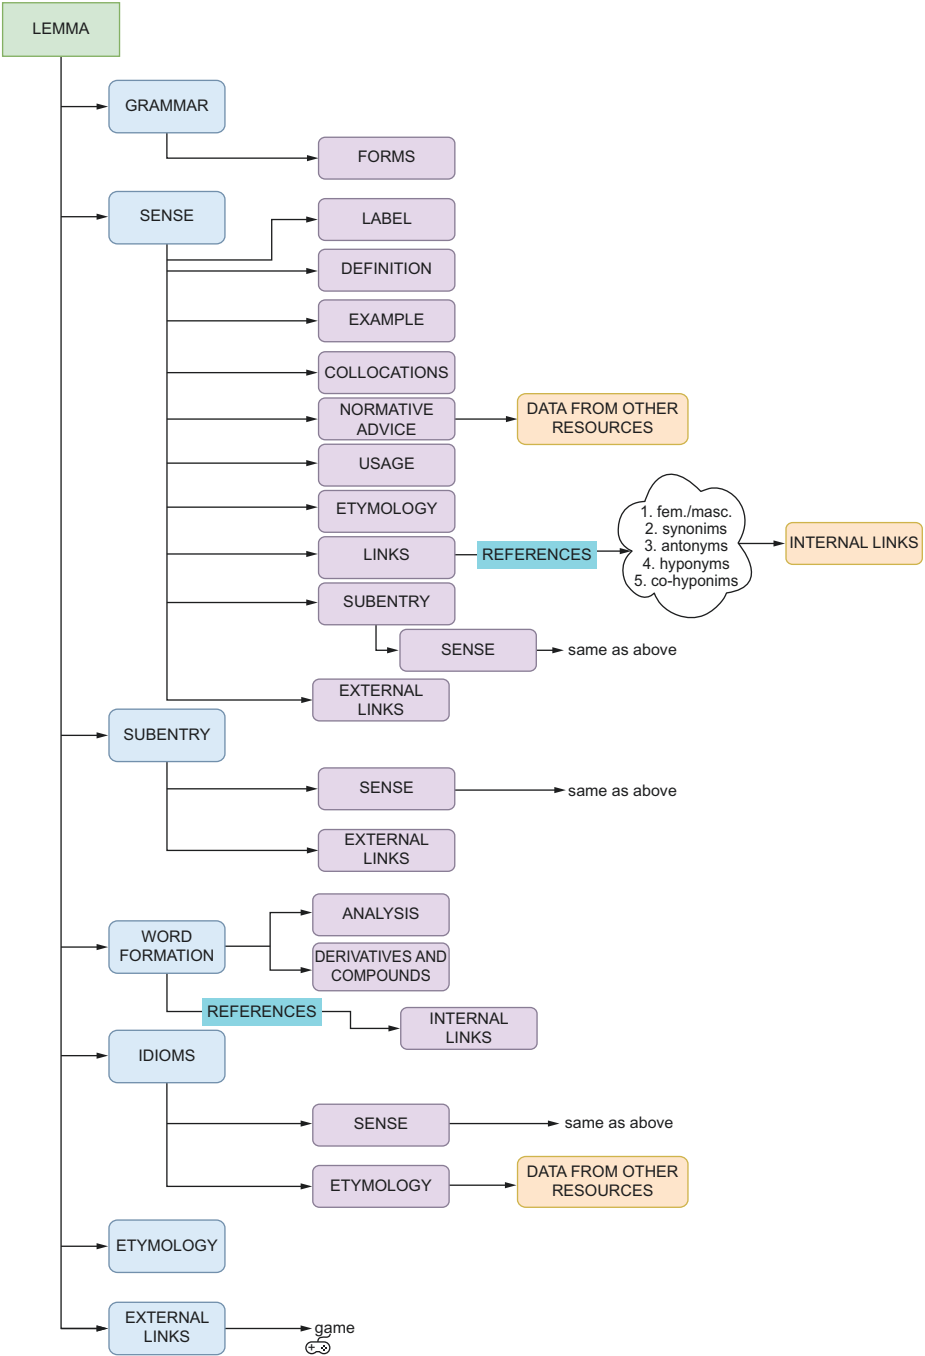 LEMMA
GRAMMAR
FORMS
SENSE
LABEL
DEFINITION
EXAMPLE
COLLOCATIONS
NORMATIVE
ADVICE
DATA FROM OTHER
RESOURCES
USAGE
ETYMOLOGY
LINKS
REFERENCES
1. fem./masc.
2. synonims
3. antonyms
4. hyponyms
5. co-hyponims
INTERNAL LINKS
SUBENTRY
SENSE
same as above
EXTERNAL
LINKS
SUBENTRY
SENSE
same as above
EXTERNAL
LINKS
WORD
FORMATION
ANALYSIS
DERIVATIVES AND
COMPOUNDS
REFERENCES
INTERNAL
LINKS
IDIOMS
SENSE
same as above
ETYMOLOGY
DATA FROM OTHER
RESOURCES
ETYMOLOGY
EXTERNAL
LINKS
game